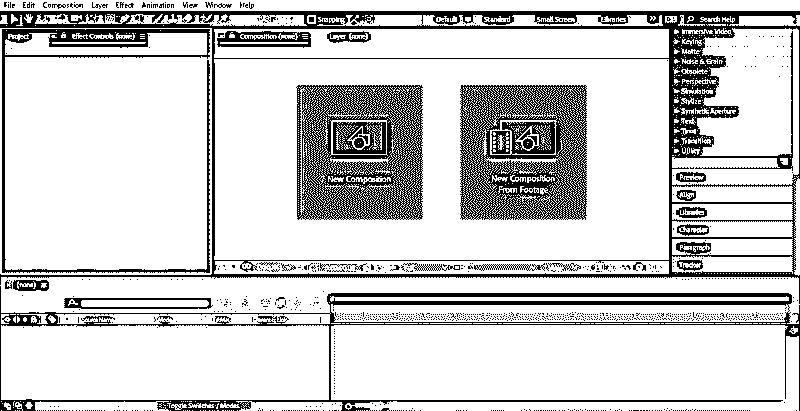 File Edit Composition Layer Effect Animation View Window Help
Snapping Default Standard Small Screen Libraries Search Help
Project Effect Controls (none)
Composition (none) Layer (none)
Immersive Video
Keying
Matte
Noise & Grain
Obsolete
Perspective
Simulation
Stylize
Synthetic Aperture
Text
Time
Transition
Utility
New Composition
New Composition
From Footage
Preview
Align
Libraries
Character
Paragraph
Tracker
(none)
Toggle Switches / Modes